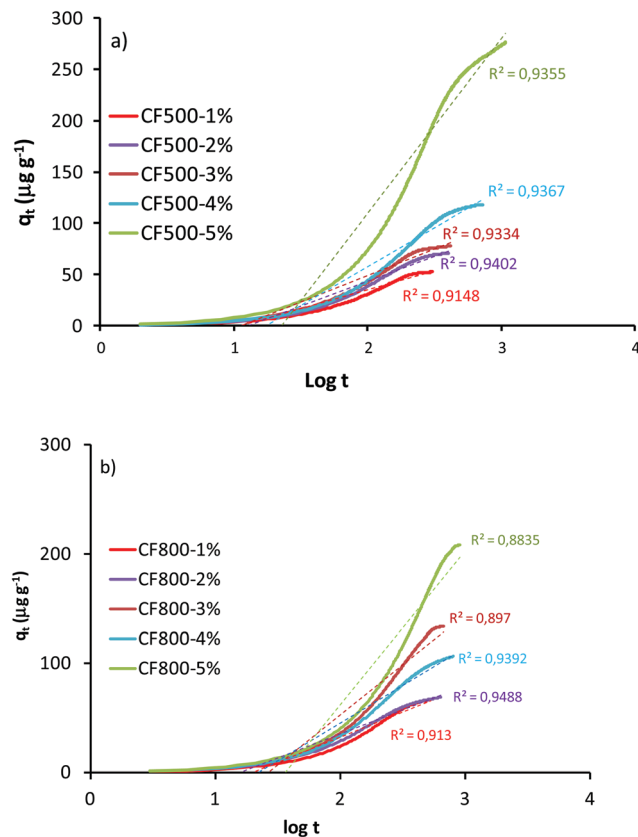 a)
300
250
200
150
100
50
0
q_t (µg g⁻¹)
CF500-1%
CF500-2%
CF500-3%
CF500-4%
CF500-5%
R² = 0,9355
R² = 0,9367
R² = 0,9334
R² = 0,9402
R² = 0,9148
0 1 2 3 4
Log t
b)
300
200
100
0
q_t (µg g⁻¹)
CF800-1%
CF800-2%
CF800-3%
CF800-4%
CF800-5%
R² = 0,8835
R² = 0,897
R² = 0,9392
R² = 0,9488
R² = 0,913
0 1 2 3 4
log t